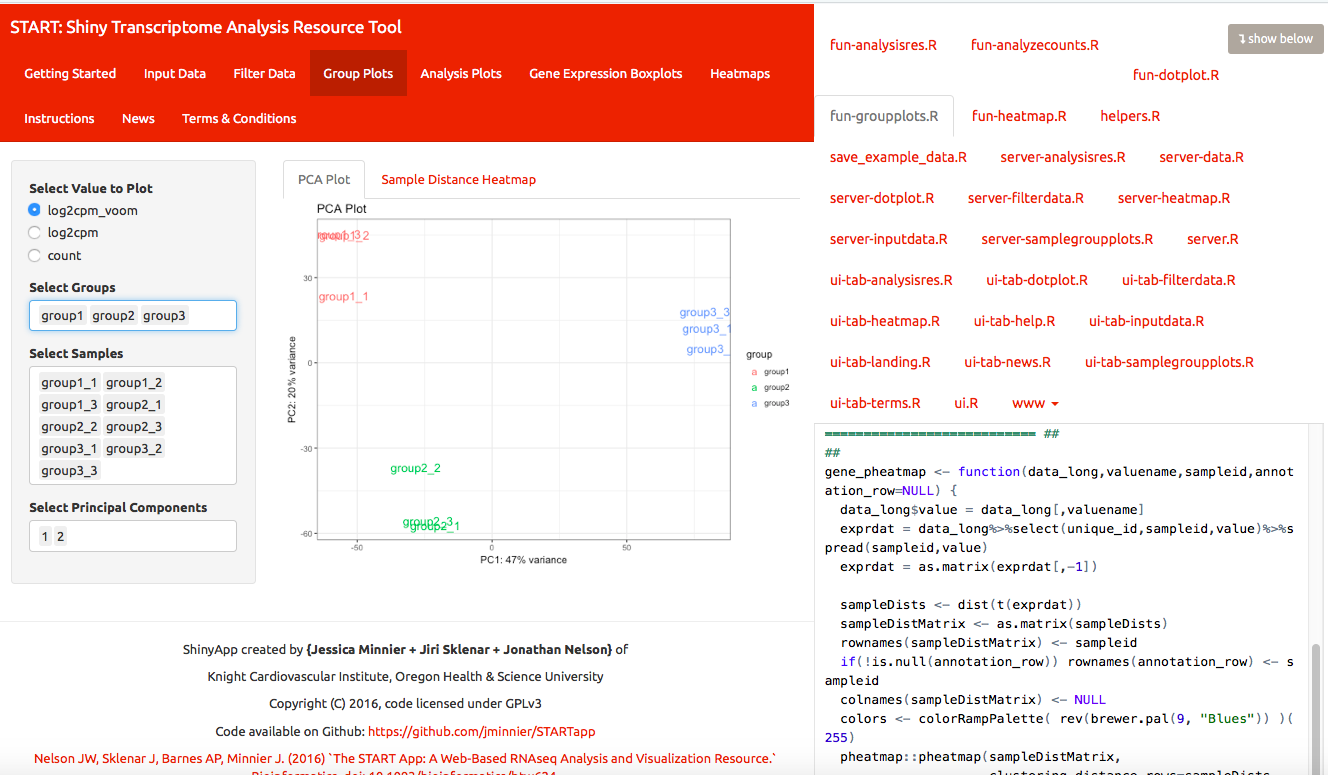 START: Shiny Transcriptome Analysis Resource Tool
Getting Started Input Data Filter Data Group Plots Analysis Plots Gene Expression Boxplots Heatmaps
Instructions News Terms & Conditions
Select Value to Plot
log2cpm_voom
log2cpm
count
Select Groups
group1 group2 group3
Select Samples
group1_1 group1_2
group1_3 group2_1
group2_2 group2_3
group3_1 group3_2
group3_3
Select Principal Components
1 2
PCA Plot Sample Distance Heatmap
PCA Plot
group1_1
group3_3
group3_1
group3_
group2_2
group2_3
group2_1
30
0
-30
-60
-50 0 50
PC2: 20% variance
PC1: 47% variance
group
a group1
a group2
a group3
ShinyApp created by {Jessica Minnier + Jiri Sklenar + Jonathan Nelson} of
Knight Cardiovascular Institute, Oregon Health & Science University
Copyright (C) 2016, code licensed under GPLv3
Code available on Github: https://github.com/jminnier/STARTapp
Nelson JW, Sklenar J, Barnes AP, Minnier J. (2016) `The START App: A Web-Based RNAseq Analysis and Visualization Resource.`
show below
fun-analysisres.R fun-analyzecounts.R
fun-dotplot.R
fun-groupplots.R fun-heatmap.R helpers.R
save_example_data.R server-analysisres.R server-data.R
server-dotplot.R server-filterdata.R server-heatmap.R
server-inputdata.R server-samplegroupplots.R server.R
ui-tab-analysisres.R ui-tab-dotplot.R ui-tab-filterdata.R
ui-tab-heatmap.R ui-tab-help.R ui-tab-inputdata.R
ui-tab-landing.R ui-tab-news.R ui-tab-samplegroupplots.R
ui-tab-terms.R ui.R www
=========================== ##
##
gene_pheatmap <- function(data_long,valuename,sampleid,annot
ation_row=NULL) {
data_long$value = data_long[,valuename]
exprdat = data_long%>%select(unique_id,sampleid,value)%>%s
pread(sampleid,value)
exprdat = as.matrix(exprdat[,-1])
sampleDists <- dist(t(exprdat))
sampleDistMatrix <- as.matrix(sampleDists)
rownames(sampleDistMatrix) <- sampleid
if(!is.null(annotation_row)) rownames(annotation_row) <- s
ampleid
colnames(sampleDistMatrix) <- NULL
colors <- colorRampPalette( rev(brewer.pal(9, "Blues")) )(
255)
pheatmap::pheatmap(sampleDistMatrix,